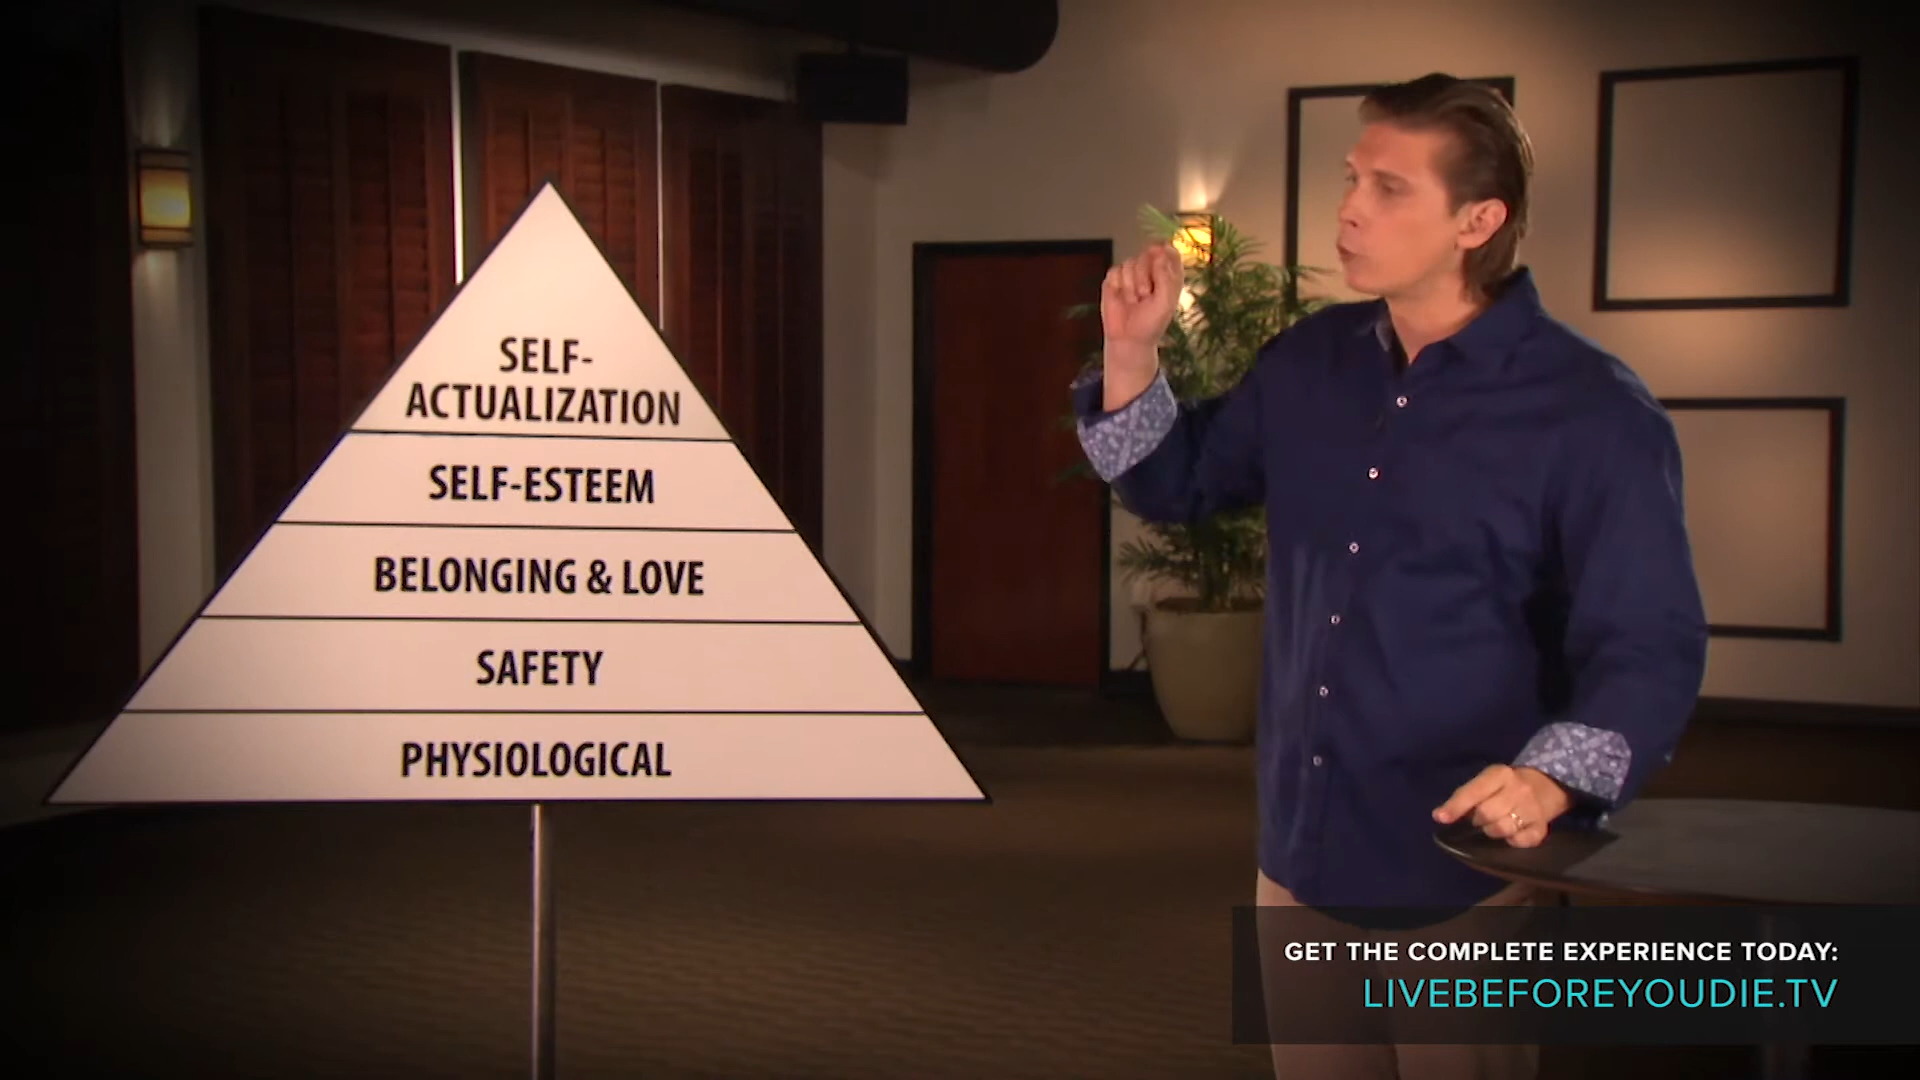 SELF-
ACTUALIZATION
SELF-ESTEEM
BELONGING & LOVE
SAFETY
PHYSIOLOGICAL
GET THE COMPLETE EXPERIENCE TODAY:
LIVEBEFOREYOUDIE.TV